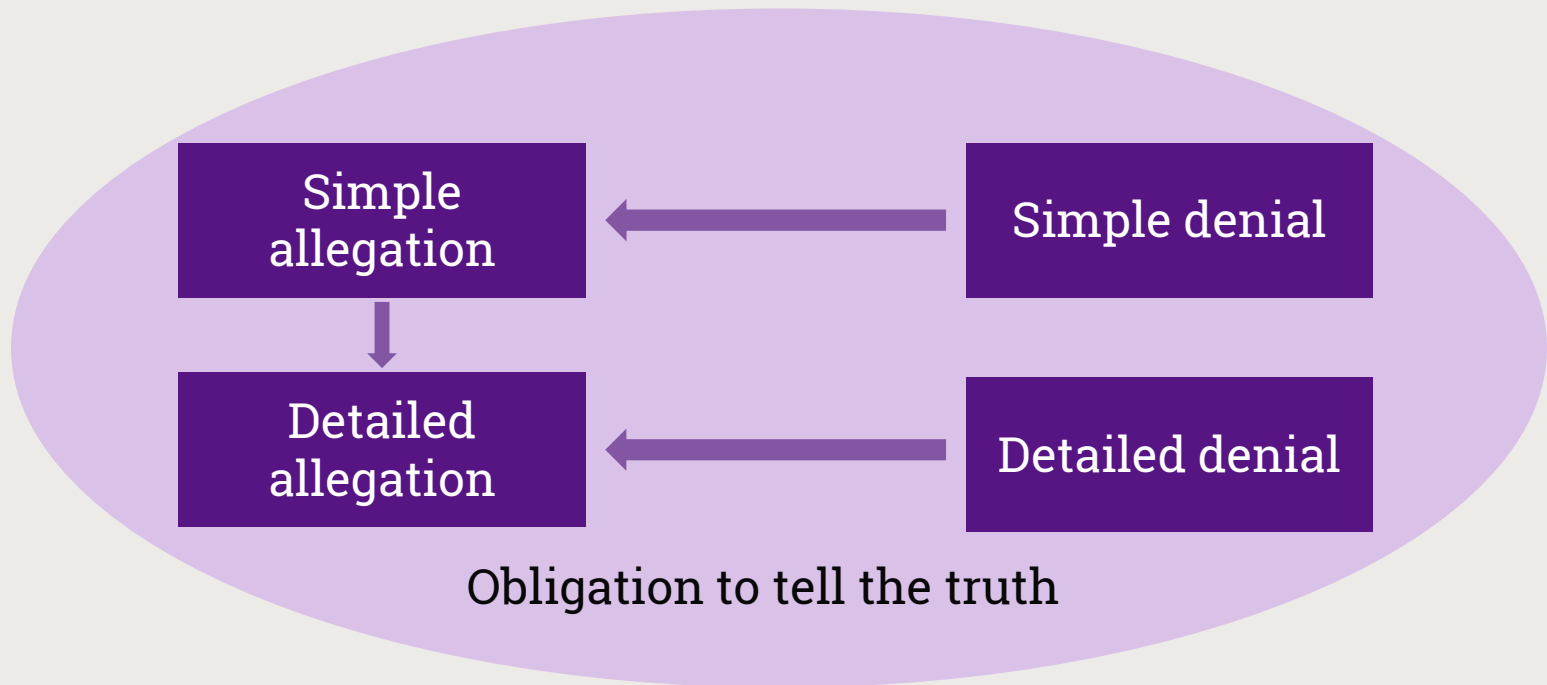 Simple
allegation
Simple denial
Detailed
allegation
Detailed denial
Obligation to tell the truth